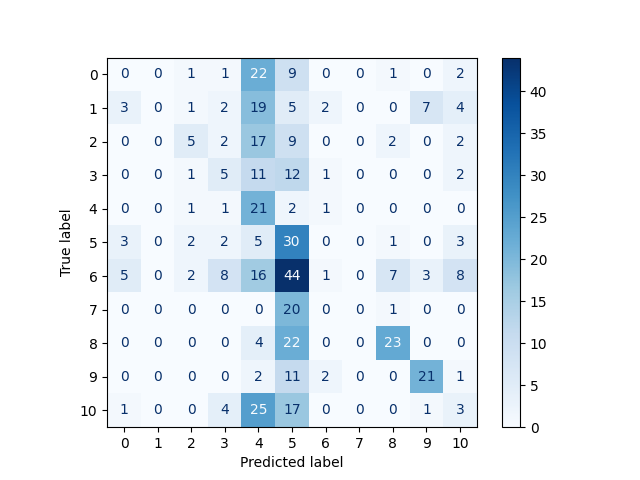 0 0 0 1 1 22 9 0 0 1 0 2
1 3 0 1 2 19 5 2 0 0 7 4
2 0 0 5 2 17 9 0 0 2 0 2
3 0 0 1 5 11 12 1 0 0 0 2
4 0 0 1 1 21 2 1 0 0 0 0
5 3 0 2 2 5 30 0 0 1 0 3
6 5 0 2 8 16 44 1 0 7 3 8
7 0 0 0 0 0 20 0 0 1 0 0
8 0 0 0 0 4 22 0 0 23 0 0
9 0 0 0 0 2 11 2 0 0 21 1
10 1 0 0 4 25 17 0 0 0 1 3
0 1 2 3 4 5 6 7 8 9 10
Predicted label
True label
40
35
30
25
20
15
10
5
0